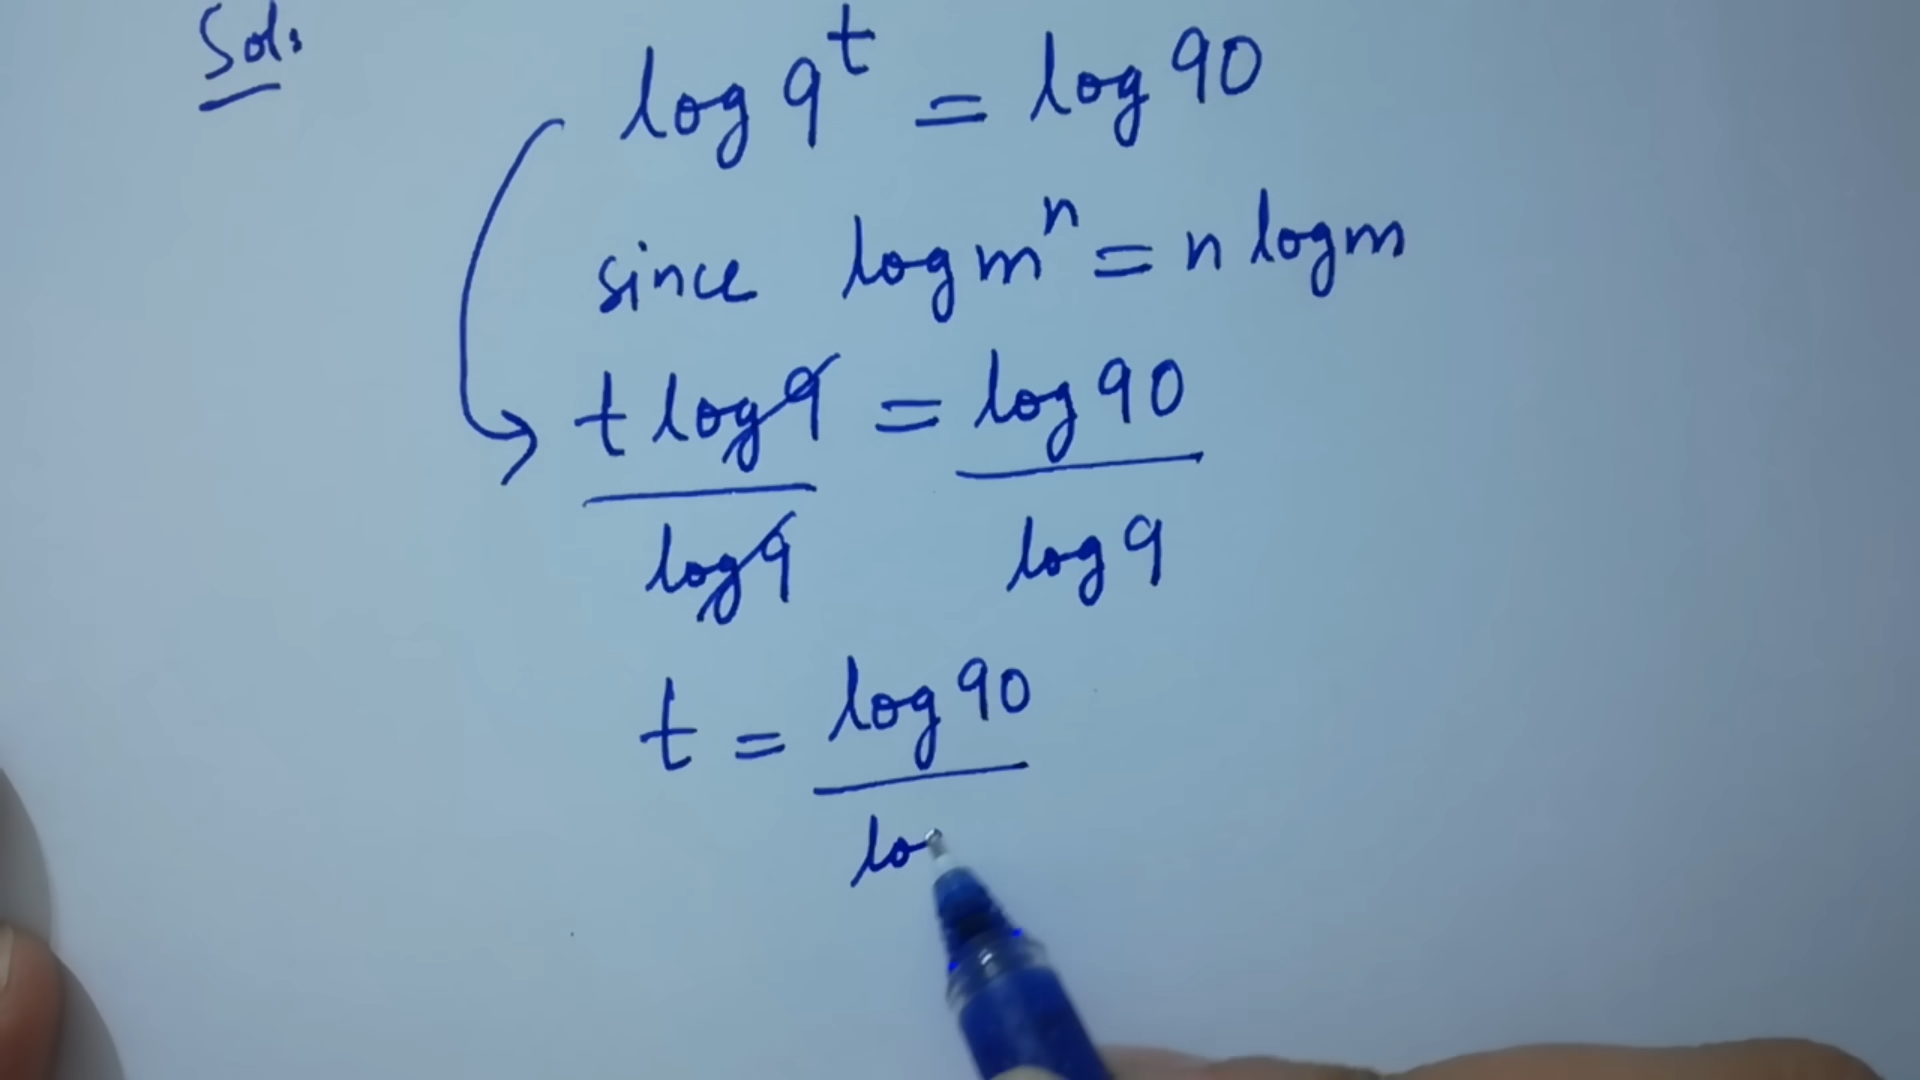 Sol:
log 9^t = log 90
since log m^n = n log m
t log 9 = log 90
log 9 log 9
t = log 90
lo